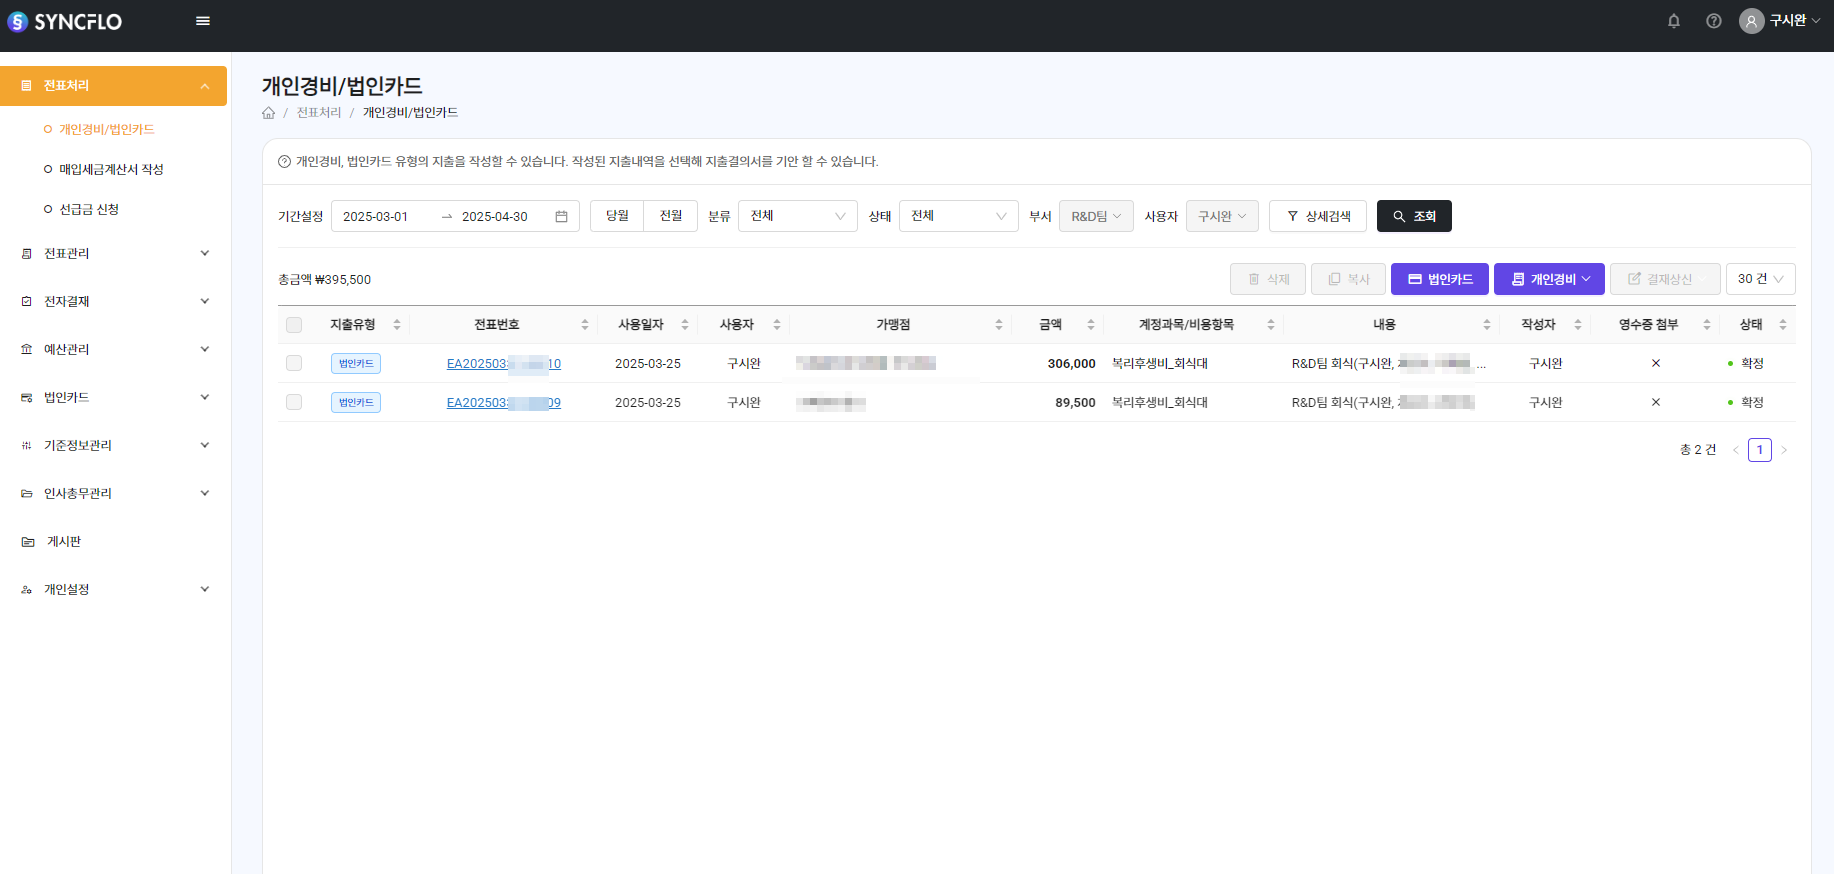 SYNCFLO
구시완
전표처리
개인경비/법인카드
매입세금계산서 작성
선급금 신청
전표관리
전자결재
예산관리
법인카드
기준정보관리
인사총무관리
게시판
개인설정
개인경비/법인카드
/ 전표처리 / 개인경비/법인카드
개인경비, 법인카드 유형의 지출을 작성할 수 있습니다. 작성된 지출내역을 선택해 지출결의서를 기안 할 수 있습니다.
기간설정 2025-03-01 → 2025-04-30 당월 전월 분류 전체 상태 전체 부서 R&D팀 사용자 구시완 상세검색 조회
총금액 ₩395,500 삭제 복사 법인카드 개인경비 결재상신 30 건
지출유형 전표번호 사용일자 사용자 가맹점 금액 계정과목/비용항목 내용 작성자 영수증 첨부 상태
법인카드 EA202503 10 2025-03-25 구시완 306,000 복리후생비_회식대 R&D팀 회식(구시완, ... 구시완 × 확정
법인카드 EA202503 09 2025-03-25 구시완 89,500 복리후생비_회식대 R&D팀 회식(구시완, 구시완 × 확정
총 2 건 < 1 >